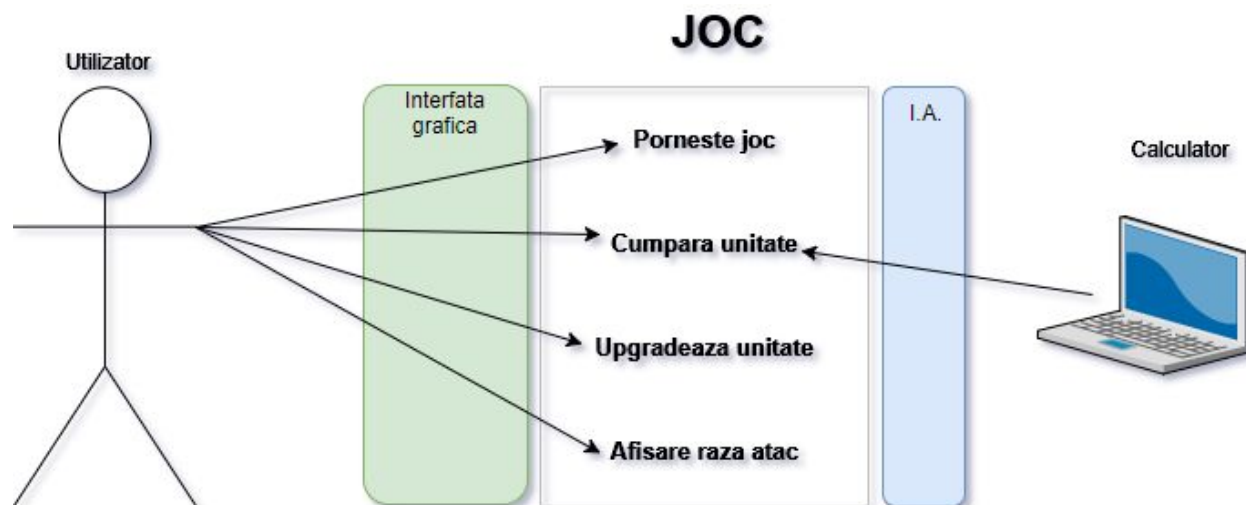 JOC
Utilizator
Interfata
grafica
I.A.
Porneste joc
Calculator
Cumpara unitate
Upgradeaza unitate
Afisare raza atac